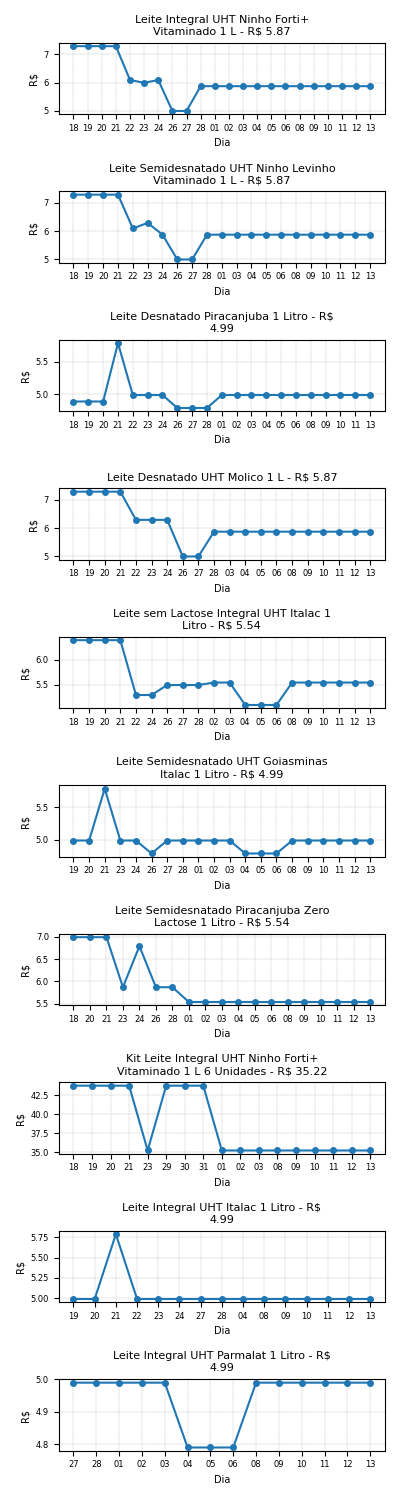 Leite Integral UHT Ninho Forti+
Vitaminado 1 L - R$ 5.87
7
6
5
R$
18 19 20 21 22 23 24 26 27 28 01 02 03 04 05 06 08 09 10 11 12 13
Dia
Leite Semidesnatado UHT Ninho Levinho
Vitaminado 1 L - R$ 5.87
7
6
5
R$
18 19 20 21 22 23 24 26 27 28 01 02 03 04 05 06 08 09 10 11 12 13
Dia
Leite Desnatado Piracanjuba 1 Litro - R$
4.99
5.5
5.0
R$
18 19 20 21 22 23 24 26 27 28 01 02 03 04 05 06 08 09 10 11 12 13
Dia
Leite Desnatado UHT Molico 1 L - R$ 5.87
7
6
5
R$
18 19 20 21 22 23 24 26 27 28 03 04 05 06 08 09 10 11 12 13
Dia
Leite sem Lactose Integral UHT Italac 1
Litro - R$ 5.54
6.0
5.5
R$
18 19 20 21 22 24 26 27 28 02 03 04 05 06 08 09 10 11 12 13
Dia
Leite Semidesnatado UHT Goiasminas
Italac 1 Litro - R$ 4.99
5.5
5.0
R$
19 20 21 23 24 26 27 28 01 02 03 04 05 06 08 09 10 11 12 13
Dia
Leite Semidesnatado Piracanjuba Zero
Lactose 1 Litro - R$ 5.54
7.0
6.5
6.0
5.5
R$
18 20 21 23 24 26 28 01 02 03 04 05 06 08 09 10 11 12 13
Dia
Kit Leite Integral UHT Ninho Forti+
Vitaminado 1 L 6 Unidades - R$ 35.22
42.5
40.0
37.5
35.0
R$
18 19 20 21 23 29 30 31 01 02 03 08 09 10 11 12 13
Dia
Leite Integral UHT Italac 1 Litro - R$
4.99
5.75
5.50
5.25
5.00
R$
19 20 21 22 23 24 27 28 04 08 09 10 11 12 13
Dia
Leite Integral UHT Parmalat 1 Litro - R$
4.99
5.0
4.9
4.8
R$
27 28 01 02 03 04 05 06 08 09 10 11 12 13
Dia